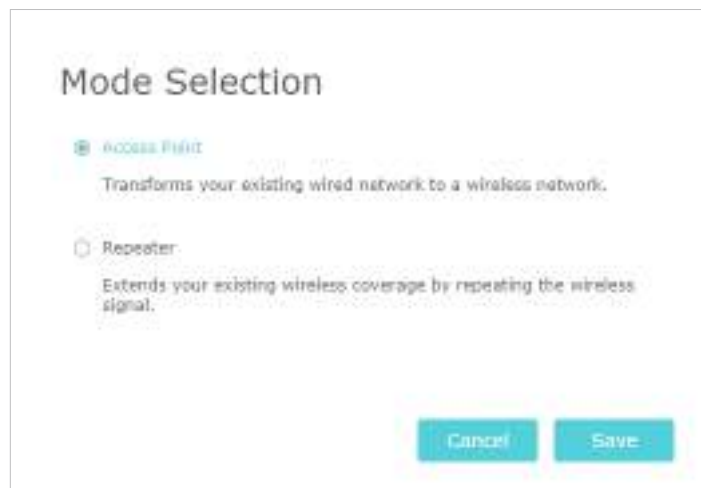 Mode Selection
Access Point
Transforms your existing wired network to a wireless network.
Repeater
Extends your existing wireless coverage by repeating the wireless
signal.
Cancel
Save